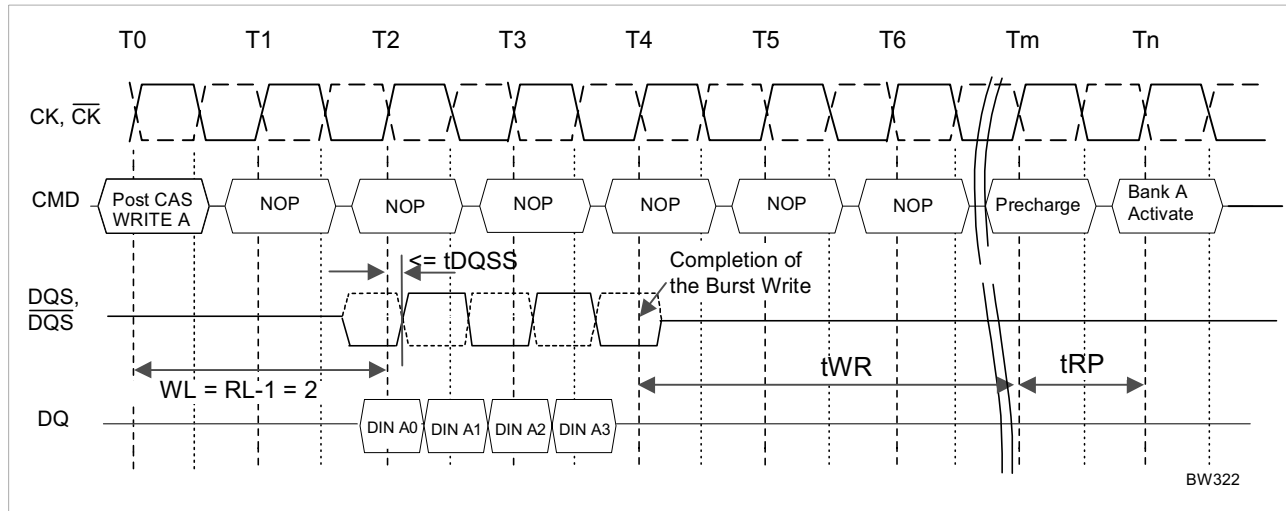 T0 T1 T2 T3 T4 T5 T6 Tm Tn
CK, C̅K̅
CMD
Post CAS
WRITE A
NOP NOP NOP NOP NOP NOP Precharge
Bank A
Activate
<= tDQSS
Completion of
the Burst Write
DQS,
D̅Q̅S̅
WL = RL-1 = 2
tWR
tRP
DQ
DIN A0 DIN A1 DIN A2 DIN A3
BW322